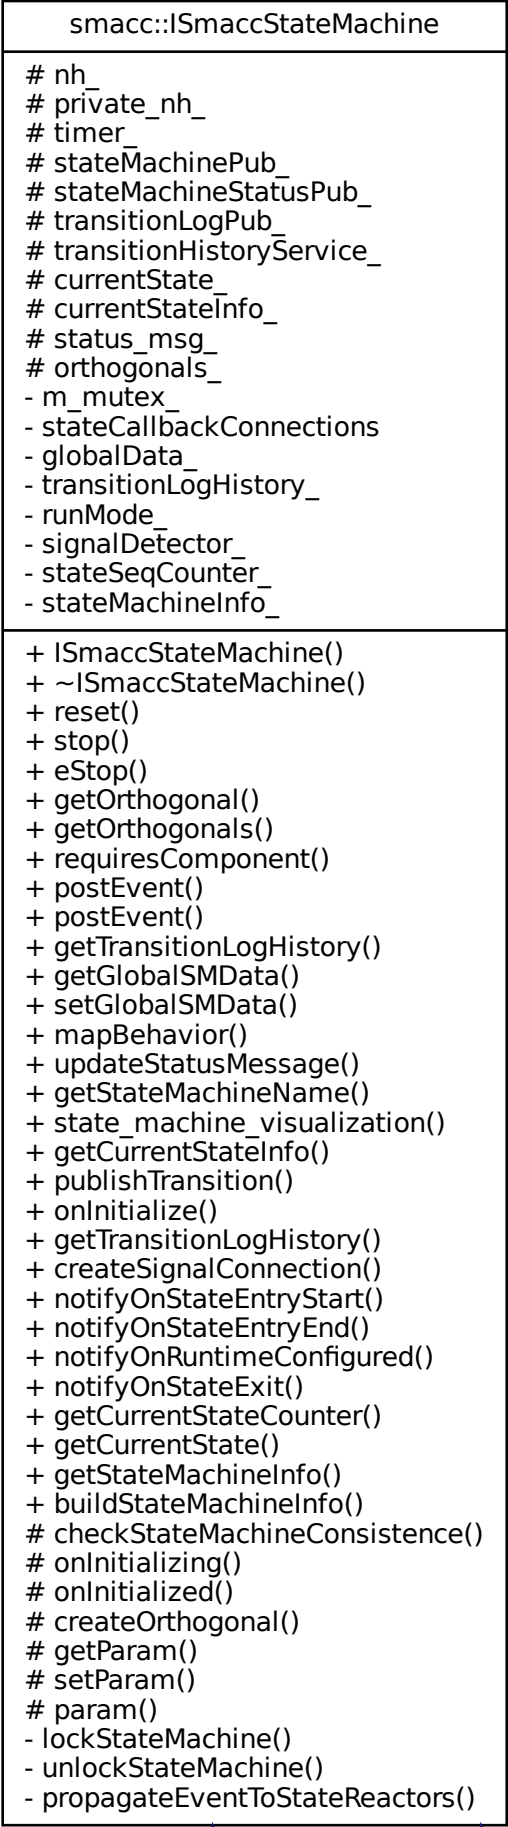 smacc::ISmaccStateMachine
# nh_
# private_nh_
# timer_
# stateMachinePub_
# stateMachineStatusPub_
# transitionLogPub_
# transitionHistoryService_
# currentState_
# currentStateInfo_
# status_msg_
# orthogonals_
- m_mutex_
- stateCallbackConnections
- globalData_
- transitionLogHistory_
- runMode_
- signalDetector_
- stateSeqCounter_
- stateMachineInfo_
+ ISmaccStateMachine()
+ ~ISmaccStateMachine()
+ reset()
+ stop()
+ eStop()
+ getOrthogonal()
+ getOrthogonals()
+ requiresComponent()
+ postEvent()
+ postEvent()
+ getTransitionLogHistory()
+ getGlobalSMData()
+ setGlobalSMData()
+ mapBehavior()
+ updateStatusMessage()
+ getStateMachineName()
+ state_machine_visualization()
+ getCurrentStateInfo()
+ publishTransition()
+ onInitialize()
+ getTransitionLogHistory()
+ createSignalConnection()
+ notifyOnStateEntryStart()
+ notifyOnStateEntryEnd()
+ notifyOnRuntimeConfigured()
+ notifyOnStateExit()
+ getCurrentStateCounter()
+ getCurrentState()
+ getStateMachineInfo()
+ buildStateMachineInfo()
# checkStateMachineConsistence()
# onInitializing()
# onInitialized()
# createOrthogonal()
# getParam()
# setParam()
# param()
- lockStateMachine()
- unlockStateMachine()
- propagateEventToStateReactors()